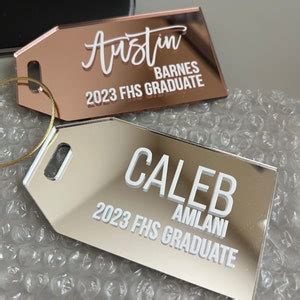 Austin
BARNES
2023 FHS GRADUATE
CALEB
AMLANI
2023 FHS GRADUATE